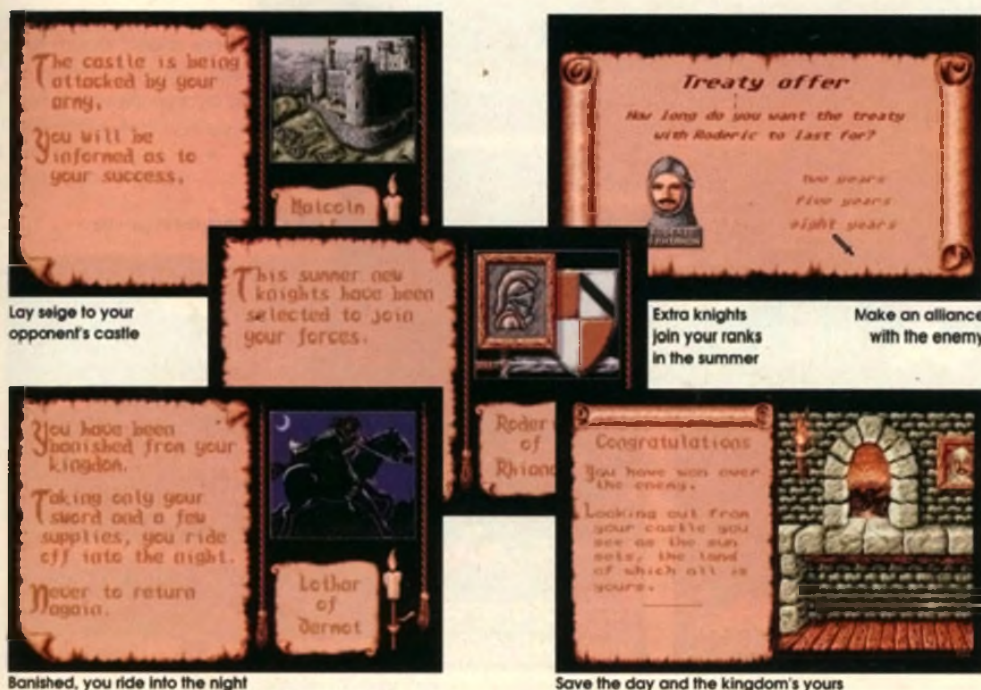 The castle is being
attacked by your
army.
You will be
informed as to
your success.
Malcolm
of
Lay seige to your
opponent's castle
Treaty offer
How long do you want the treaty
with Roderic to last for?
two years
five years
eight years
This summer new
knights have been
selected to join
your forces.
Roder
of
Rhiann
Extra knights
join your ranks
in the summer
Make an alliance
with the enemy
You have been
banished from your
kingdom.
Taking only your
sword and a few
supplies, you ride
off into the night.
Never to return
again.
Lothar
of
Dermot
Banished, you ride into the night
Congratulations
You have won over
the enemy.
Looking out from
your castle you
see as the sun
sets, the land
of which all is
yours.
Save the day and the kingdom's yours